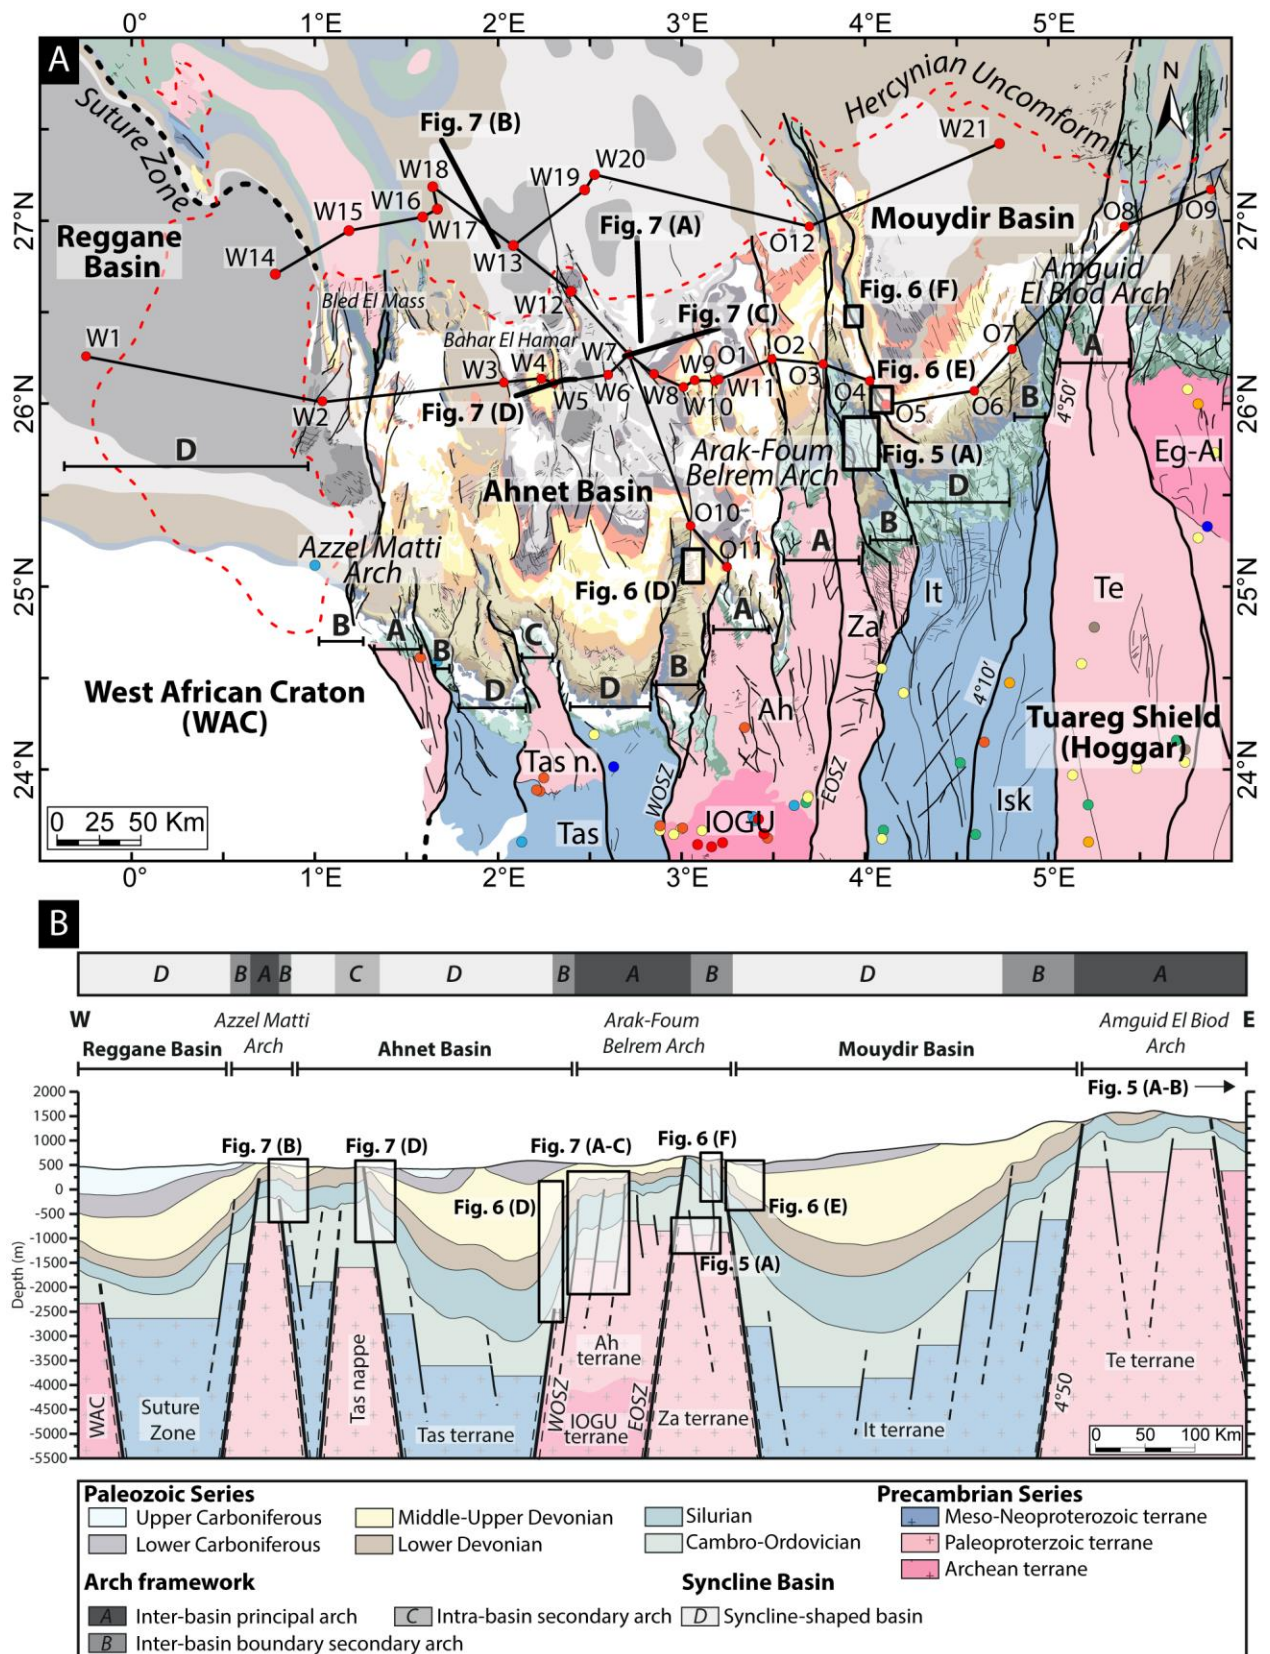 A
0°
1°E
2°E
3°E
4°E
5°E
N
Suture Zone
Hercynian Uncomformity
Fig. 7 (B)
W21
W20
W19
W18
W16
W15
W17
W14
W13
W12
Fig. 7 (A)
Mouydir Basin
O12
O8
O9
27°N
27°N
Reggane
Basin
Amguid
El Biod Arch
Bled El Mass
Bahar El Hamar
Fig. 6 (F)
Fig. 7 (C)
W1
W2
W3
W4
W5
W6
W7
W8
W9
W10
W11
O1
O2
O3
O4
O5
O6
O7
Fig. 6 (E)
Fig. 7 (D)
26°N
26°N
A
B
4°50'
D
Arak-Foum
Belrem Arch
Fig. 5 (A)
Eg-Al
Ahnet Basin
D
O10
O11
B
A
Azzel Matti
Arch
Fig. 6 (D)
25°N
25°N
It
Te
Za
B
A
B
C
A
D
D
B
West African Craton
(WAC)
Ah
4°10'
Tuareg Shield
(Hoggar)
24°N
24°N
Tas n.
WOSZ
EOSZ
IOGU
Isk
Tas
0 25 50 Km
0°
1°E
2°E
3°E
4°E
5°E
B
D B A B C D B A B D B A
W
Azzel Matti
Arch
Arak-Foum
Belrem Arch
Amguid El Biod
Arch
E
Reggane Basin
Ahnet Basin
Mouydir Basin
Fig. 5 (A-B)
Fig. 7 (B)
Fig. 7 (D)
Fig. 7 (A-C)
Fig. 6 (F)
Fig. 6 (D)
Fig. 6 (E)
Fig. 5 (A)
Depth (m)
2000
1500
1000
500
0
-500
-1000
-1500
-2000
-2500
-3000
-3500
-4000
-4500
-5000
-5500
WAC
Suture
Zone
Tas nappe
Tas terrane
WOSZ
Ah
terrane
IOGU
terrane
EOSZ
Za terrane
It terrane
4°50
Te terrane
0 50 100 Km
Paleozoic Series
Upper Carboniferous
Lower Carboniferous
Middle-Upper Devonian
Lower Devonian
Silurian
Cambro-Ordovician
Precambrian Series
Meso-Neoproterozoic terrane
Paleoproterzoic terrane
Archean terrane
Arch framework
A Inter-basin principal arch
B Inter-basin boundary secondary arch
C Intra-basin secondary arch
Syncline Basin
D Syncline-shaped basin